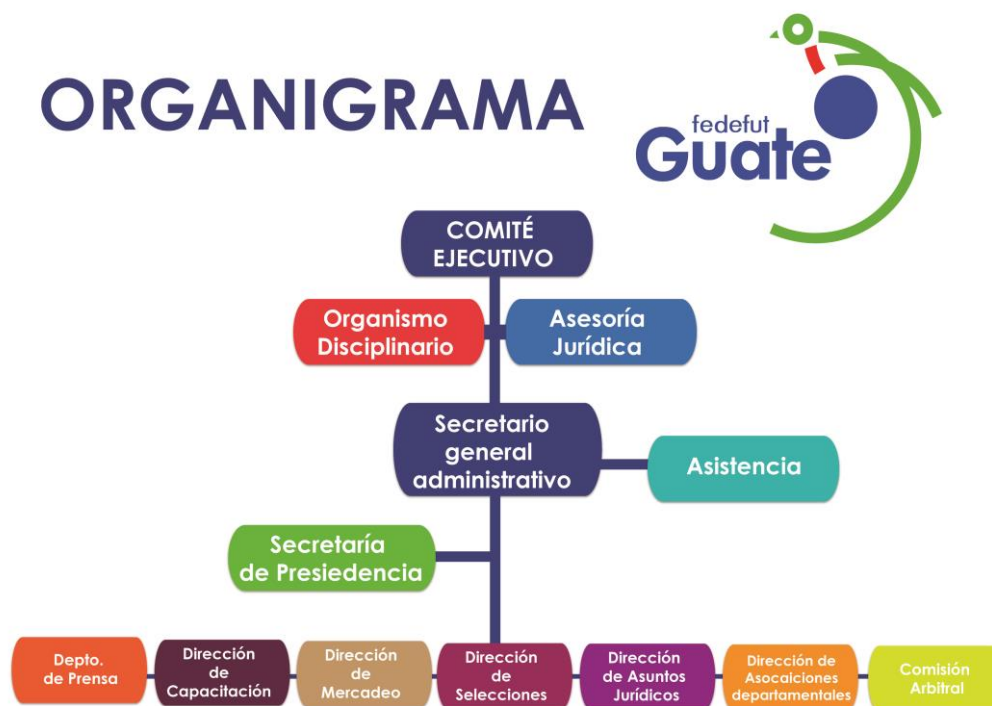 ORGANIGRAMA
fedefut
Guate
COMITÉ
EJECUTIVO
Organismo
Disciplinario
Asesoría
Jurídica
Secretario
general
administrativo
Asistencia
Secretaría
de Presiedencia
Depto.
de Prensa
Dirección
de
Capacitación
Dirección
de
Mercadeo
Dirección
de
Selecciones
Dirección
de Asuntos
Jurídicos
Dirección de
Asocaiciones
departamentales
Comisión
Arbitral